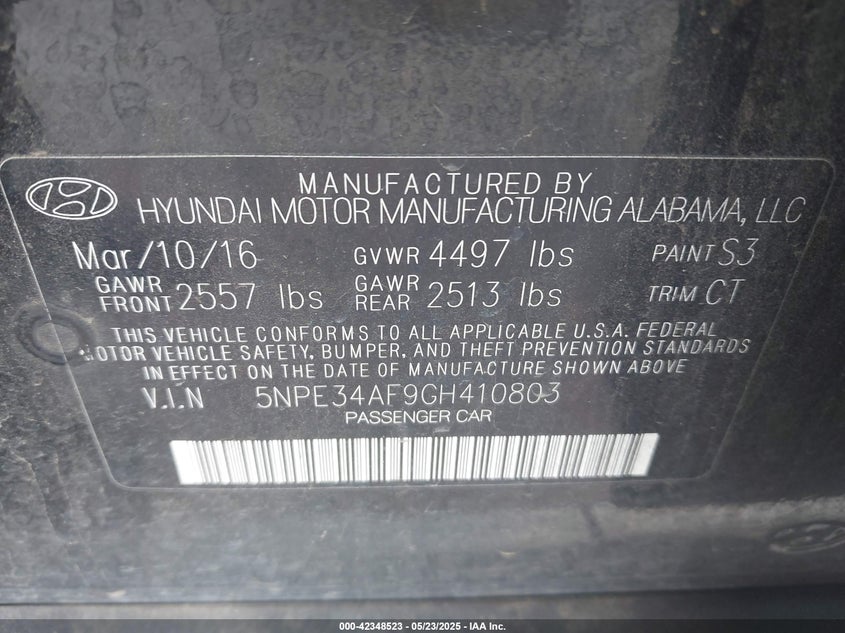 MANUFACTURED BY
HYUNDAI MOTOR MANUFACTURING ALABAMA, LLC
Mar/10/16 GVWR 4497 lbs PAINT S3
GAWR FRONT 2557 lbs GAWR REAR 2513 lbs TRIM CT
THIS VEHICLE CONFORMS TO ALL APPLICABLE U.S.A. FEDERAL
MOTOR VEHICLE SAFETY, BUMPER, AND THEFT PREVENTION STANDARDS
IN EFFECT ON THE DATE OF MANUFACTURE SHOWN ABOVE
V.I.N 5NPE34AF9GH410803
PASSENGER CAR
000-42348523 — 05/23/2025 - IAA Inc.